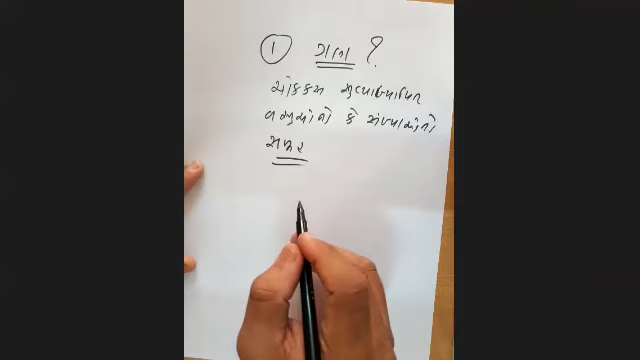 ① ગણ ?
ચોક્કસ સુવ્યાખ્યાયિત
વસ્તુઓનો કે સંખ્યાઓનો
સમૂહ